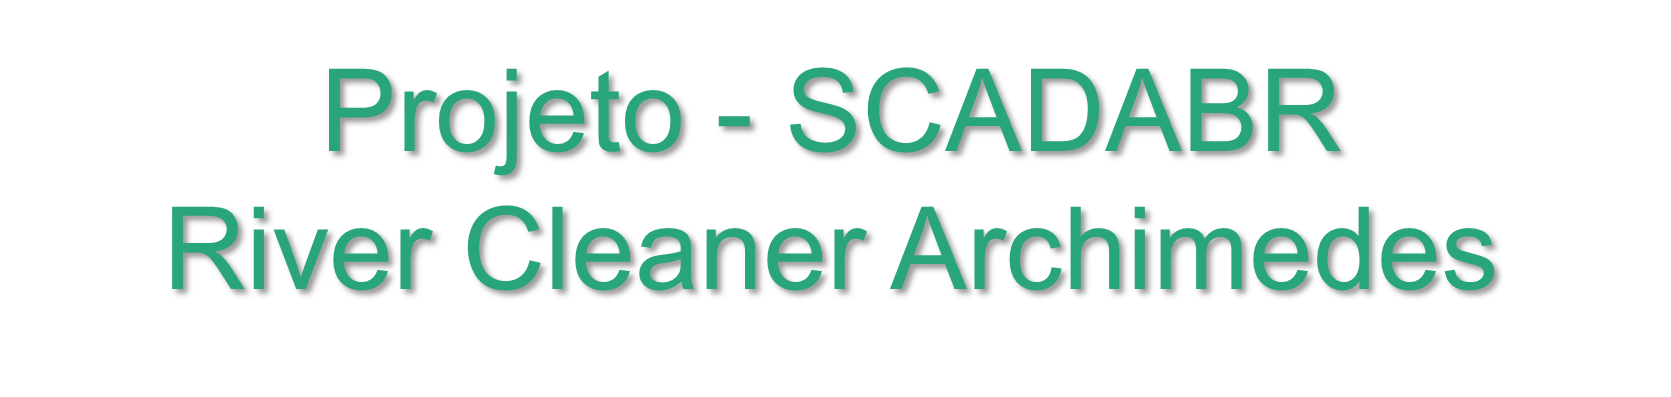 Projeto - SCADABR
River Cleaner Archimedes